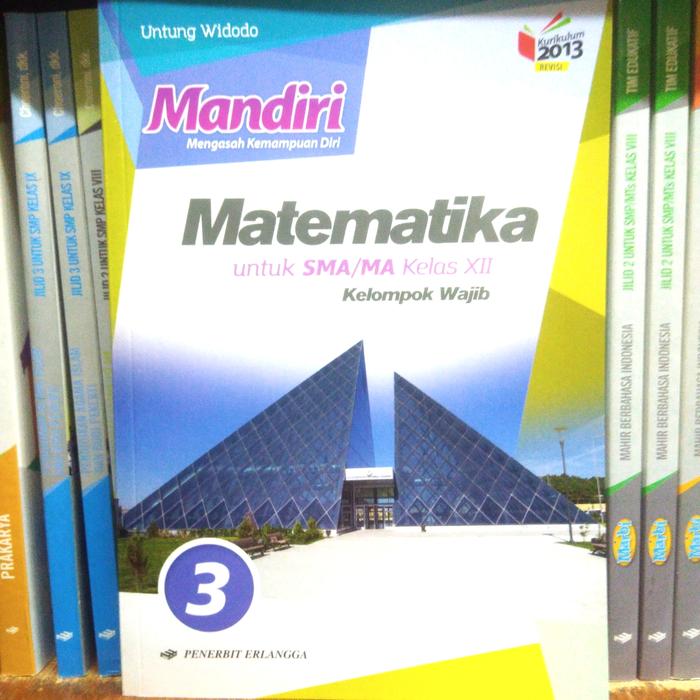 Untung Widodo
Kurikulum
2013
REVISI
Mandiri
Mengasah Kemampuan Diri
Matematika
untuk SMA/MA Kelas XII
Kelompok Wajib
3
PENERBIT ERLANGGA
PRAKARYA
JILID 3 UNTUK SMP KELAS IX
JILID 3 UNTUK SMP KELAS IX
JILID 2 UNTUK SMP KELAS VIII
TIM EDUKATIF
JILID 2 UNTUK SMP/MTs KELAS VIII
MAHIR BERBAHASA INDONESIA
TIM EDUKATIF
JILID 2 UNTUK SMP/MTs KELAS VIII
MAHIR BERBAHASA INDONESIA